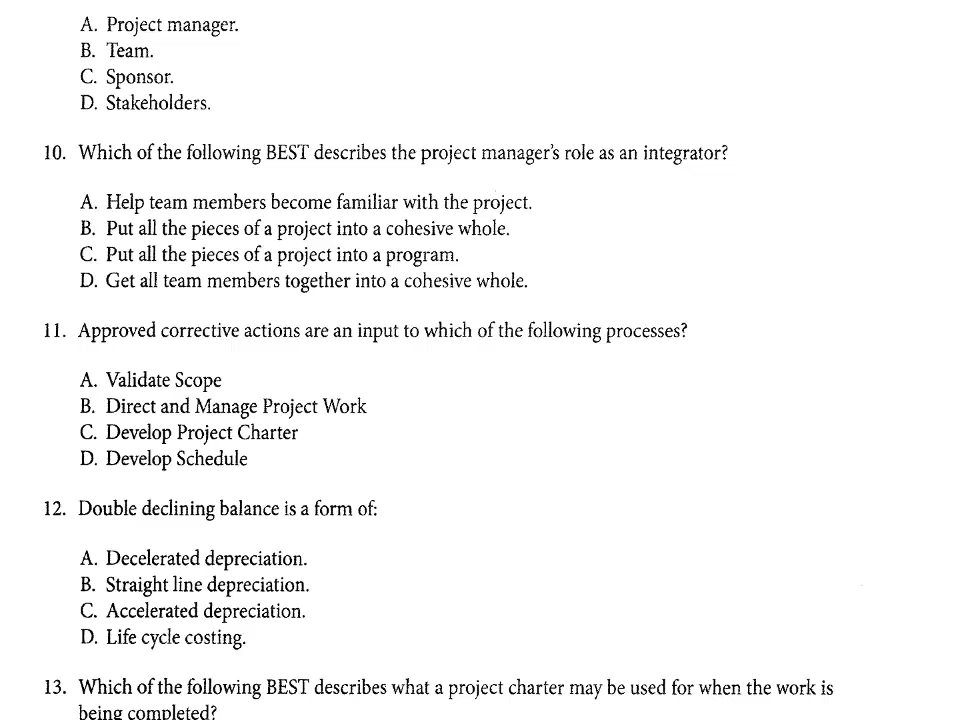 A. Project manager.
B. Team.
C. Sponsor.
D. Stakeholders.
10. Which of the following BEST describes the project manager's role as an integrator?
A. Help team members become familiar with the project.
B. Put all the pieces of a project into a cohesive whole.
C. Put all the pieces of a project into a program.
D. Get all team members together into a cohesive whole.
11. Approved corrective actions are an input to which of the following processes?
A. Validate Scope
B. Direct and Manage Project Work
C. Develop Project Charter
D. Develop Schedule
12. Double declining balance is a form of:
A. Decelerated depreciation.
B. Straight line depreciation.
C. Accelerated depreciation.
D. Life cycle costing.
13. Which of the following BEST describes what a project charter may be used for when the work is
being completed?